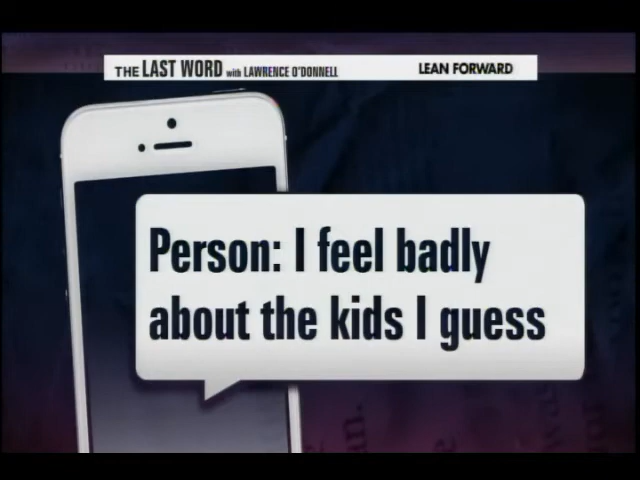 THE LAST WORD with LAWRENCE O'DONNELL
LEAN FORWARD
Person: I feel badly
about the kids I guess